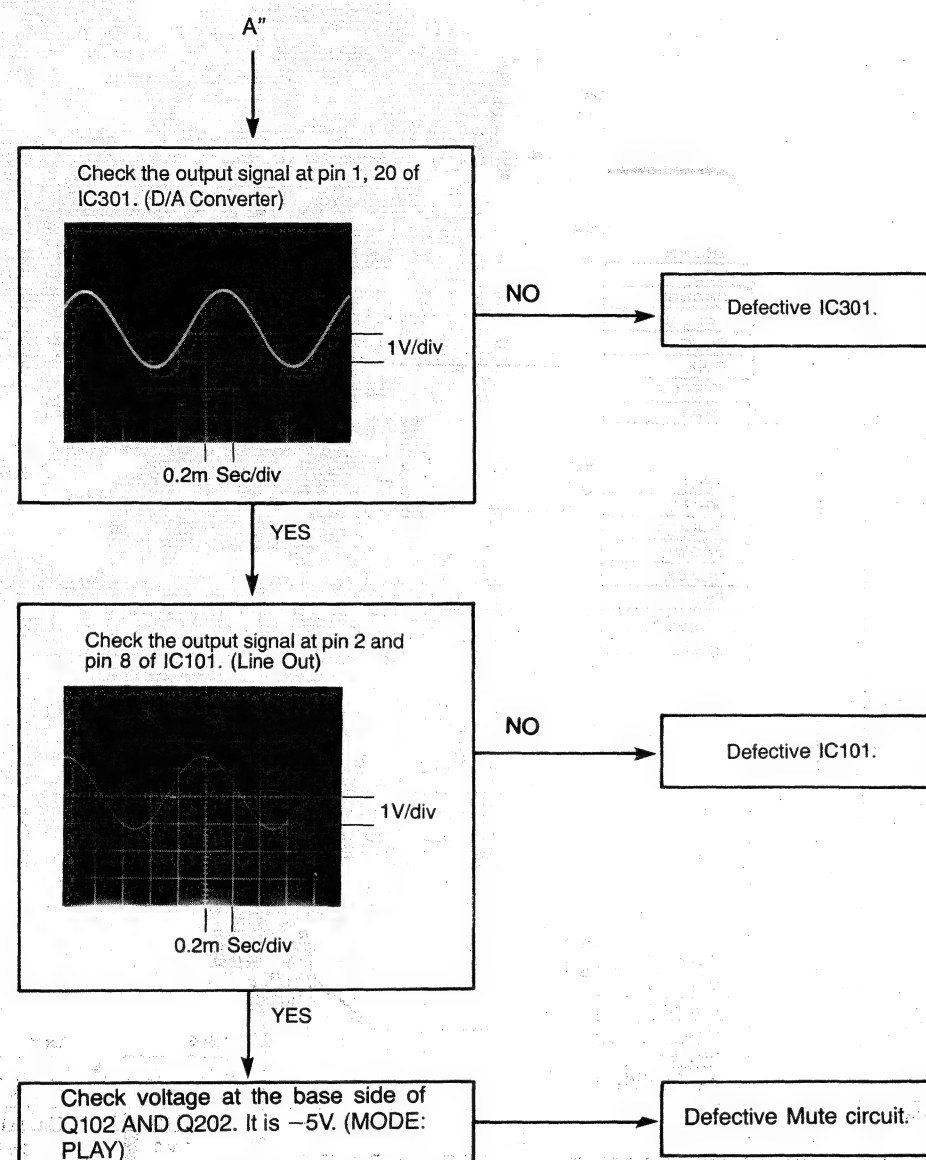 A”
Check the output signal at pin 1, 20 of
IC301. (D/A Converter)
1V/div
0.2m Sec/div
NO
Defective IC301.
YES
Check the output signal at pin 2 and
pin 8 of IC101. (Line Out)
1V/div
0.2m Sec/div
NO
Defective IC101.
YES
Check voltage at the base side of
Q102 AND Q202. It is −5V. (MODE:
PLAY)
Defective Mute circuit.